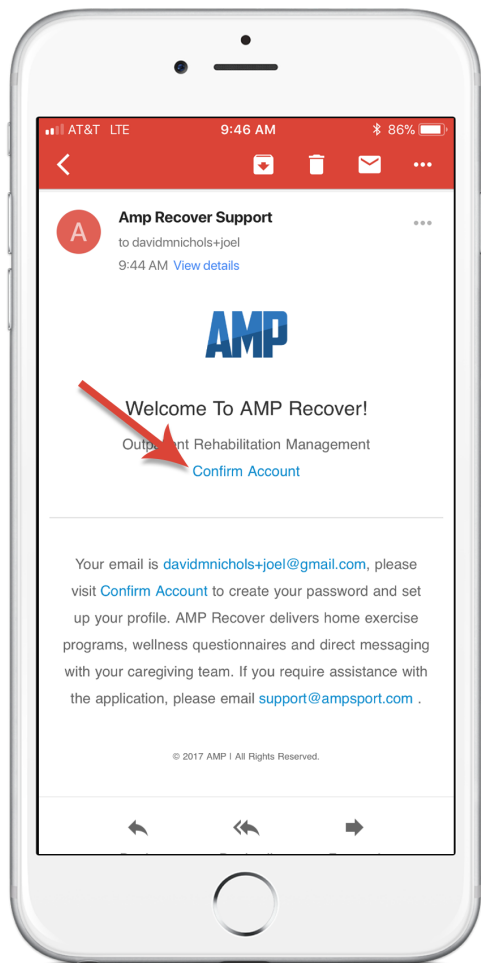 AT&T LTE 9:46 AM 86%
A
Amp Recover Support
to davidmnichols+joel
9:44 AM View details
AMP
Welcome To AMP Recover!
Rehabilitation Management
Confirm Account
Your email is davidmnichols+joel@gmail.com, please
visit Confirm Account to create your password and set
up your profile. AMP Recover delivers home exercise
programs, wellness questionnaires and direct messaging
with your caregiving team. If you require assistance with
the application, please email support@ampsport.com .
© 2017 AMP | All Rights Reserved.